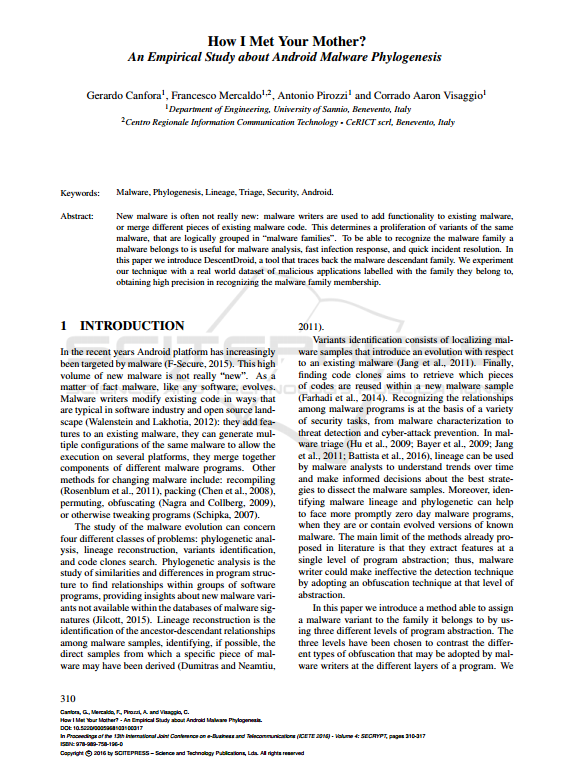 How I Met Your Mother?
An Empirical Study about Android Malware Phylogenesis
Gerardo Canfora1, Francesco Mercaldo1,2, Antonio Pirozzi1 and Corrado Aaron Visaggio1
1Department of Engineering, University of Sannio, Benevento, Italy
2Centro Regionale Information Communication Technology - CeRICT scrl, Benevento, Italy
Keywords: Malware, Phylogenesis, Lineage, Triage, Security, Android.
Abstract: New malware is often not really new: malware writers are used to add functionality to existing malware,
or merge different pieces of existing malware code. This determines a proliferation of variants of the same
malware, that are logically grouped in “malware families”. To be able to recognize the malware family a
malware belongs to is useful for malware analysis, fast infection response, and quick incident resolution. In
this paper we introduce DescentDroid, a tool that traces back the malware descendant family. We experiment
our technique with a real world dataset of malicious applications labelled with the family they belong to,
obtaining high precision in recognizing the malware family membership.
1 INTRODUCTION
In the recent years Android platform has increasingly
been targeted by malware (F-Secure, 2015). This high
volume of new malware is not really “new”. As a
matter of fact malware, like any software, evolves.
Malware writers modify existing code in ways that
are typical in software industry and open source land-
scape (Walenstein and Lakhotia, 2012): they add fea-
tures to an existing malware, they can generate mul-
tiple configurations of the same malware to allow the
execution on several platforms, they merge together
components of different malware programs. Other
methods for changing malware include: recompiling
(Rosenblum et al., 2011), packing (Chen et al., 2008),
permuting, obfuscating (Nagra and Collberg, 2009),
or otherwise tweaking programs (Schipka, 2007).
The study of the malware evolution can concern
four different classes of problems: phylogenetic anal-
ysis, lineage reconstruction, variants identification,
and code clones search. Phylogenetic analysis is the
study of similarities and differences in program struc-
ture to find relationships within groups of software
programs, providing insights about new malware vari-
ants not available within the databases of malware sig-
natures (Jilcott, 2015). Lineage reconstruction is the
identification of the ancestor-descendant relationships
among malware samples, identifying, if possible, the
direct samples from which a specific piece of mal-
ware may have been derived (Dumitras and Neamtiu,
2011).
Variants identification consists of localizing mal-
ware samples that introduce an evolution with respect
to an existing malware (Jang et al., 2011). Finally,
finding code clones aims to retrieve which pieces
of codes are reused within a new malware sample
(Farhadi et al., 2014). Recognizing the relationships
among malware programs is at the basis of a variety
of security tasks, from malware characterization to
threat detection and cyber-attack prevention. In mal-
ware triage (Hu et al., 2009; Bayer et al., 2009; Jang
et al., 2011; Battista et al., 2016), lineage can be used
by malware analysts to understand trends over time
and make informed decisions about the best strate-
gies to dissect the malware samples. Moreover, iden-
tifying malware lineage and phylogenetic can help
to face more promptly zero day malware programs,
when they are or contain evolved versions of known
malware. The main limit of the methods already pro-
posed in literature is that they extract features at a
single level of program abstraction; thus, malware
writer could make ineffective the detection technique
by adopting an obfuscation technique at that level of
abstraction.
In this paper we introduce a method able to assign
a malware variant to the family it belongs to by us-
ing three different levels of program abstraction. The
three levels have been chosen to contrast the differ-
ent types of obfuscation that may be adopted by mal-
ware writers at the different layers of a program. We
310
Canfora, G., Mercaldo, F., Pirozzi, A. and Visaggio, C.
How I Met Your Mother? - An Empirical Study about Android Malware Phylogenesis.
DOI: 10.5220/0005968103100317
In Proceedings of the 13th International Joint Conference on e-Business and Telecommunications (ICETE 2016) - Volume 4: SECRYPT, pages 310-317
ISBN: 978-989-758-196-0
Copyright © 2016 by SCITEPRESS – Science and Technology Publications, Lda. All rights reserved